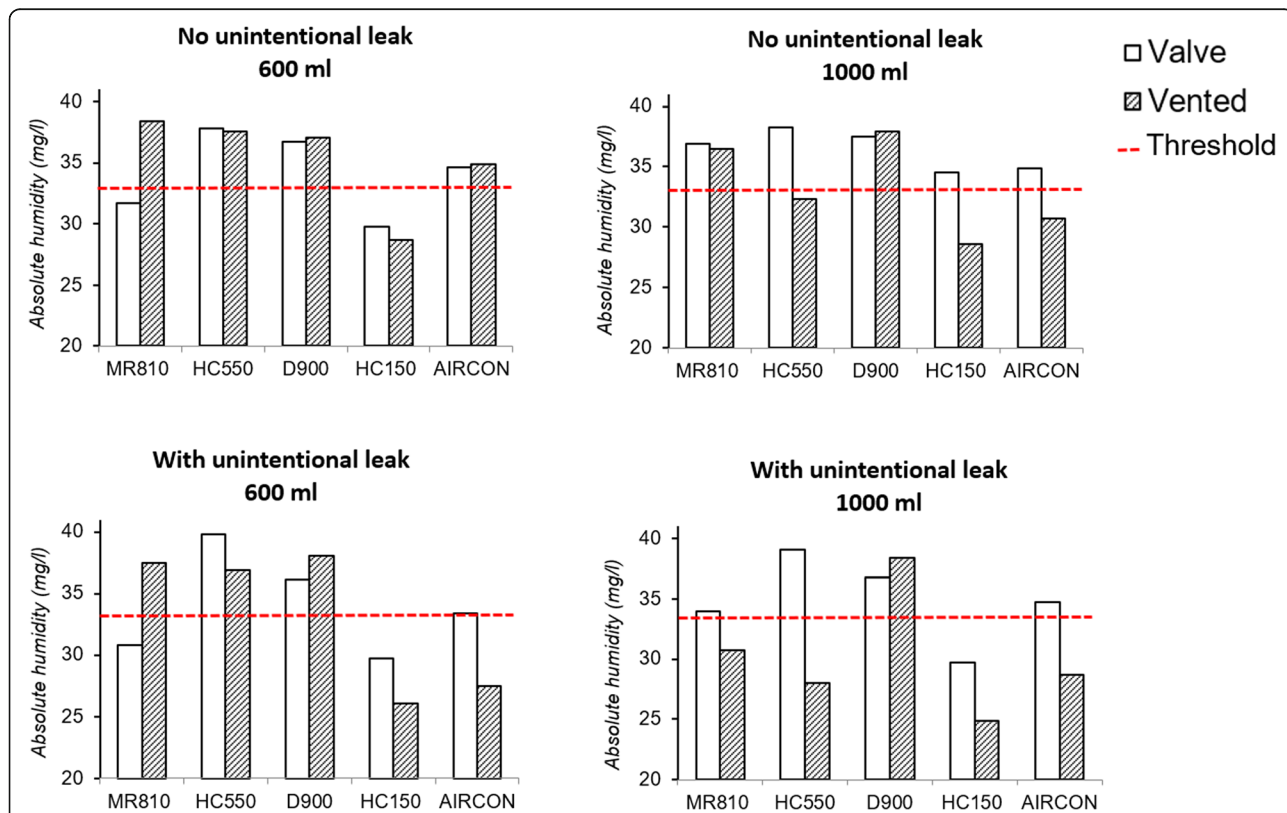 No unintentional leak
600 ml
Absolute humidity (mg/l)
40
35
30
25
20
MR810 HC550 D900 HC150 AIRCON
No unintentional leak
1000 ml
Absolute humidity (mg/l)
40
35
30
25
20
MR810 HC550 D900 HC150 AIRCON
Valve
Vented
Threshold
With unintentional leak
600 ml
Absolute humidity (mg/l)
40
35
30
25
20
MR810 HC550 D900 HC150 AIRCON
With unintentional leak
1000 ml
Absolute humidity (mg/l)
40
35
30
25
20
MR810 HC550 D900 HC150 AIRCON